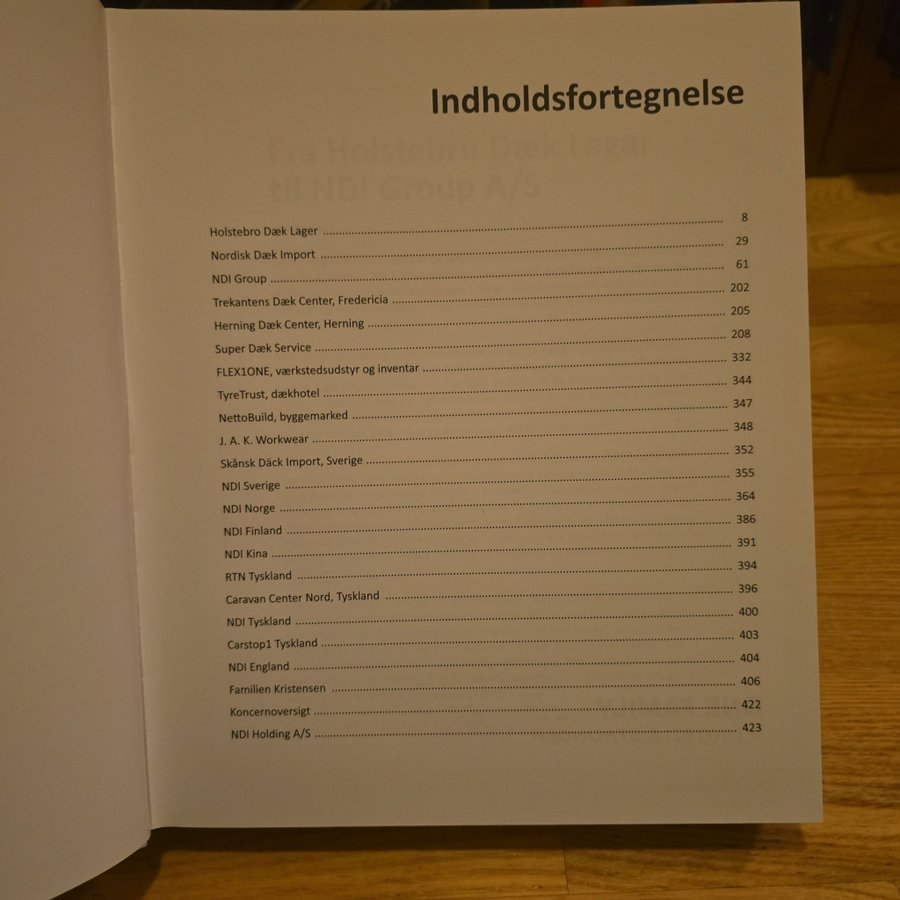 Indholdsfortegnelse
Fra Holstebro Dæk Lager
til NDI Group A/S
Holstebro Dæk Lager ........ 8
Nordisk Dæk Import ........ 29
NDI Group ........ 61
Trekantens Dæk Center, Fredericia ........ 202
Herning Dæk Center, Herning ........ 205
Super Dæk Service ........ 208
FLEX1ONE, værkstedsudstyr og inventar ........ 332
TyreTrust, dækhotel ........ 344
NettoBuild, byggemarked ........ 347
J. A. K. Workwear ........ 348
Skånsk Däck Import, Sverige ........ 352
NDI Sverige ........ 355
NDI Norge ........ 364
NDI Finland ........ 386
NDI Kina ........ 391
RTN Tyskland ........ 394
Caravan Center Nord, Tyskland ........ 396
NDI Tyskland ........ 400
Carstop1 Tyskland ........ 403
NDI England ........ 404
Familien Kristensen ........ 406
Koncernoversigt ........ 422
NDI Holding A/S ........ 423